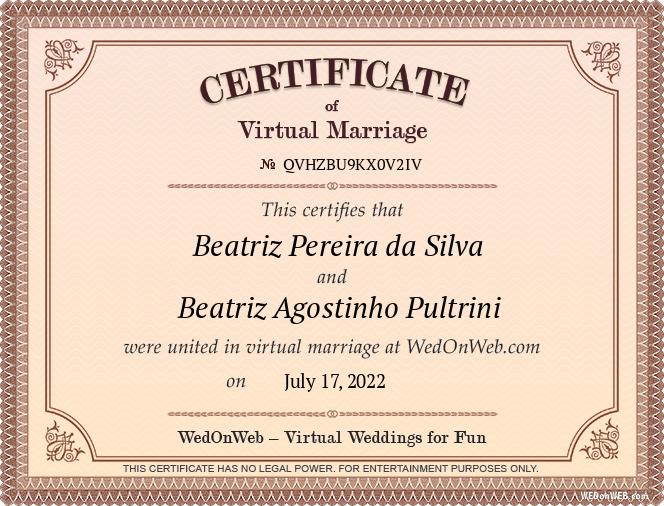 CERTIFICATE
of
Virtual Marriage
№ QVHZBU9KX0V2IV
This certifies that
Beatriz Pereira da Silva
and
Beatriz Agostinho Pultrini
were united in virtual marriage at WedOnWeb.com
on July 17, 2022
WedOnWeb – Virtual Weddings for Fun
THIS CERTIFICATE HAS NO LEGAL POWER. FOR ENTERTAINMENT PURPOSES ONLY.
WEDonWEB.com